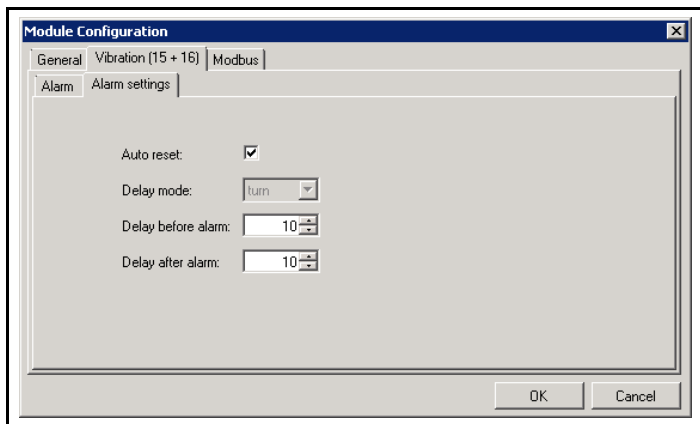 Module Configuration
General Vibration (15 + 16) Modbus
Alarm Alarm settings
Auto reset:
Delay mode: turn
Delay before alarm: 10
Delay after alarm: 10
OK Cancel